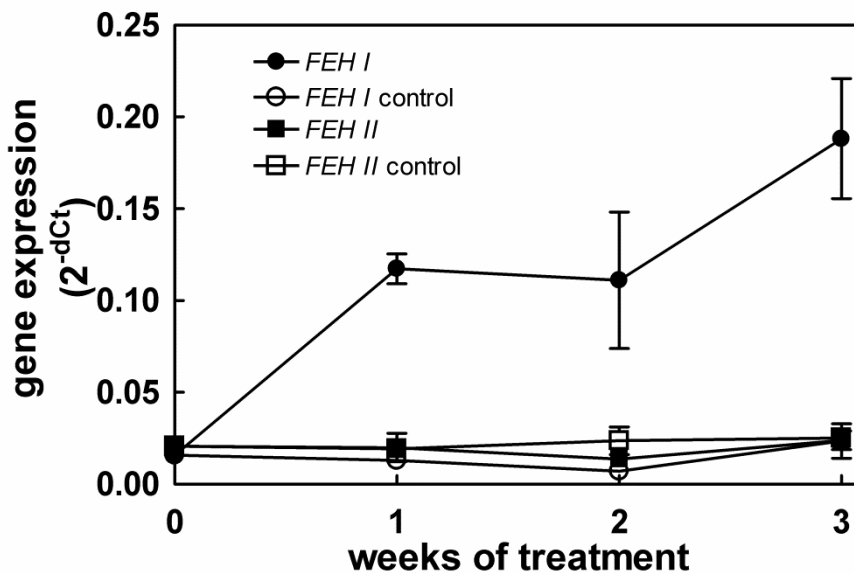 0.25
0.20
0.15
0.10
0.05
0.00
gene expression
(2^-dCt)
FEH I
FEH I control
FEH II
FEH II control
0 1 2 3
weeks of treatment